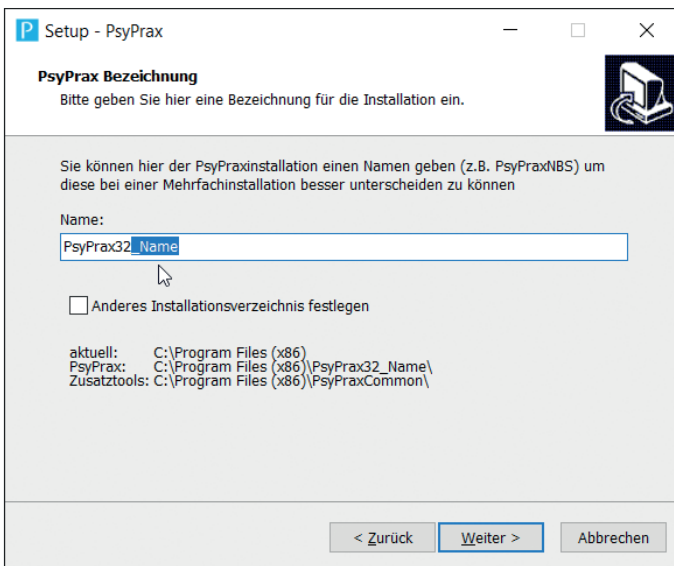 P Setup - PsyPrax
PsyPrax Bezeichnung
Bitte geben Sie hier eine Bezeichnung für die Installation ein.
Sie können hier der PsyPraxinstallation einen Namen geben (z.B. PsyPraxNBS) um
diese bei einer Mehrfachinstallation besser unterscheiden zu können
Name:
PsyPrax32_Name
Anderes Installationsverzeichnis festlegen
aktuell: C:\Program Files (x86)
PsyPrax: C:\Program Files (x86)\PsyPrax32_Name\
Zusatztools: C:\Program Files (x86)\PsyPraxCommon\
< Zurück Weiter > Abbrechen